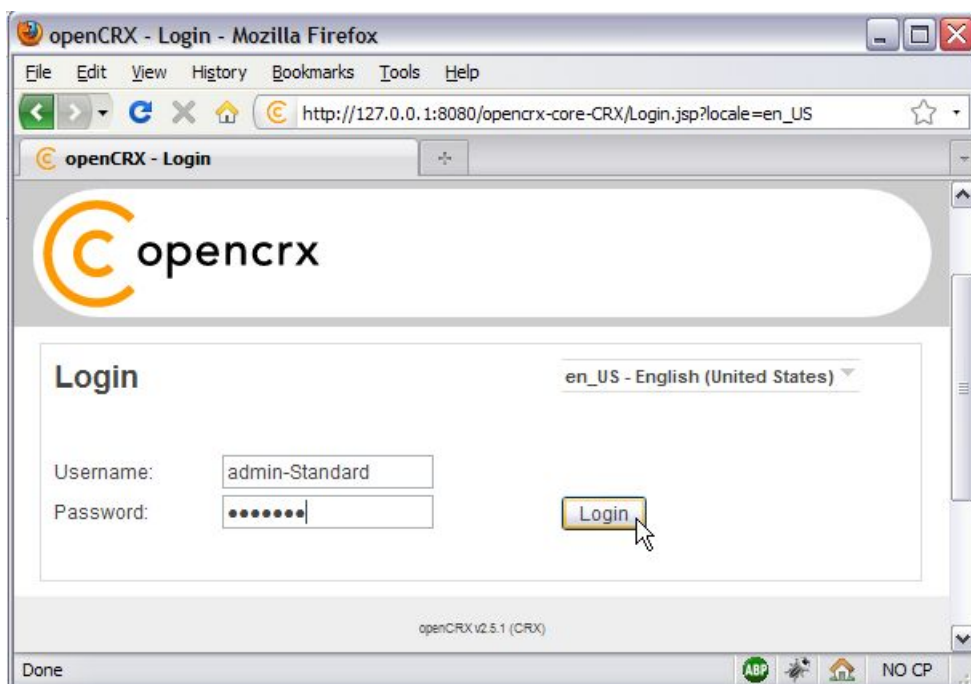 openCRX - Login - Mozilla Firefox
File Edit View History Bookmarks Tools Help
http://127.0.0.1:8080/opencrx-core-CRX/Login.jsp?locale=en_US
openCRX - Login
opencrx
Login
en_US - English (United States)
Username: admin-Standard
Password: •••••••
Login
openCRX v2.5.1 (CRX)
Done ABP NO CP